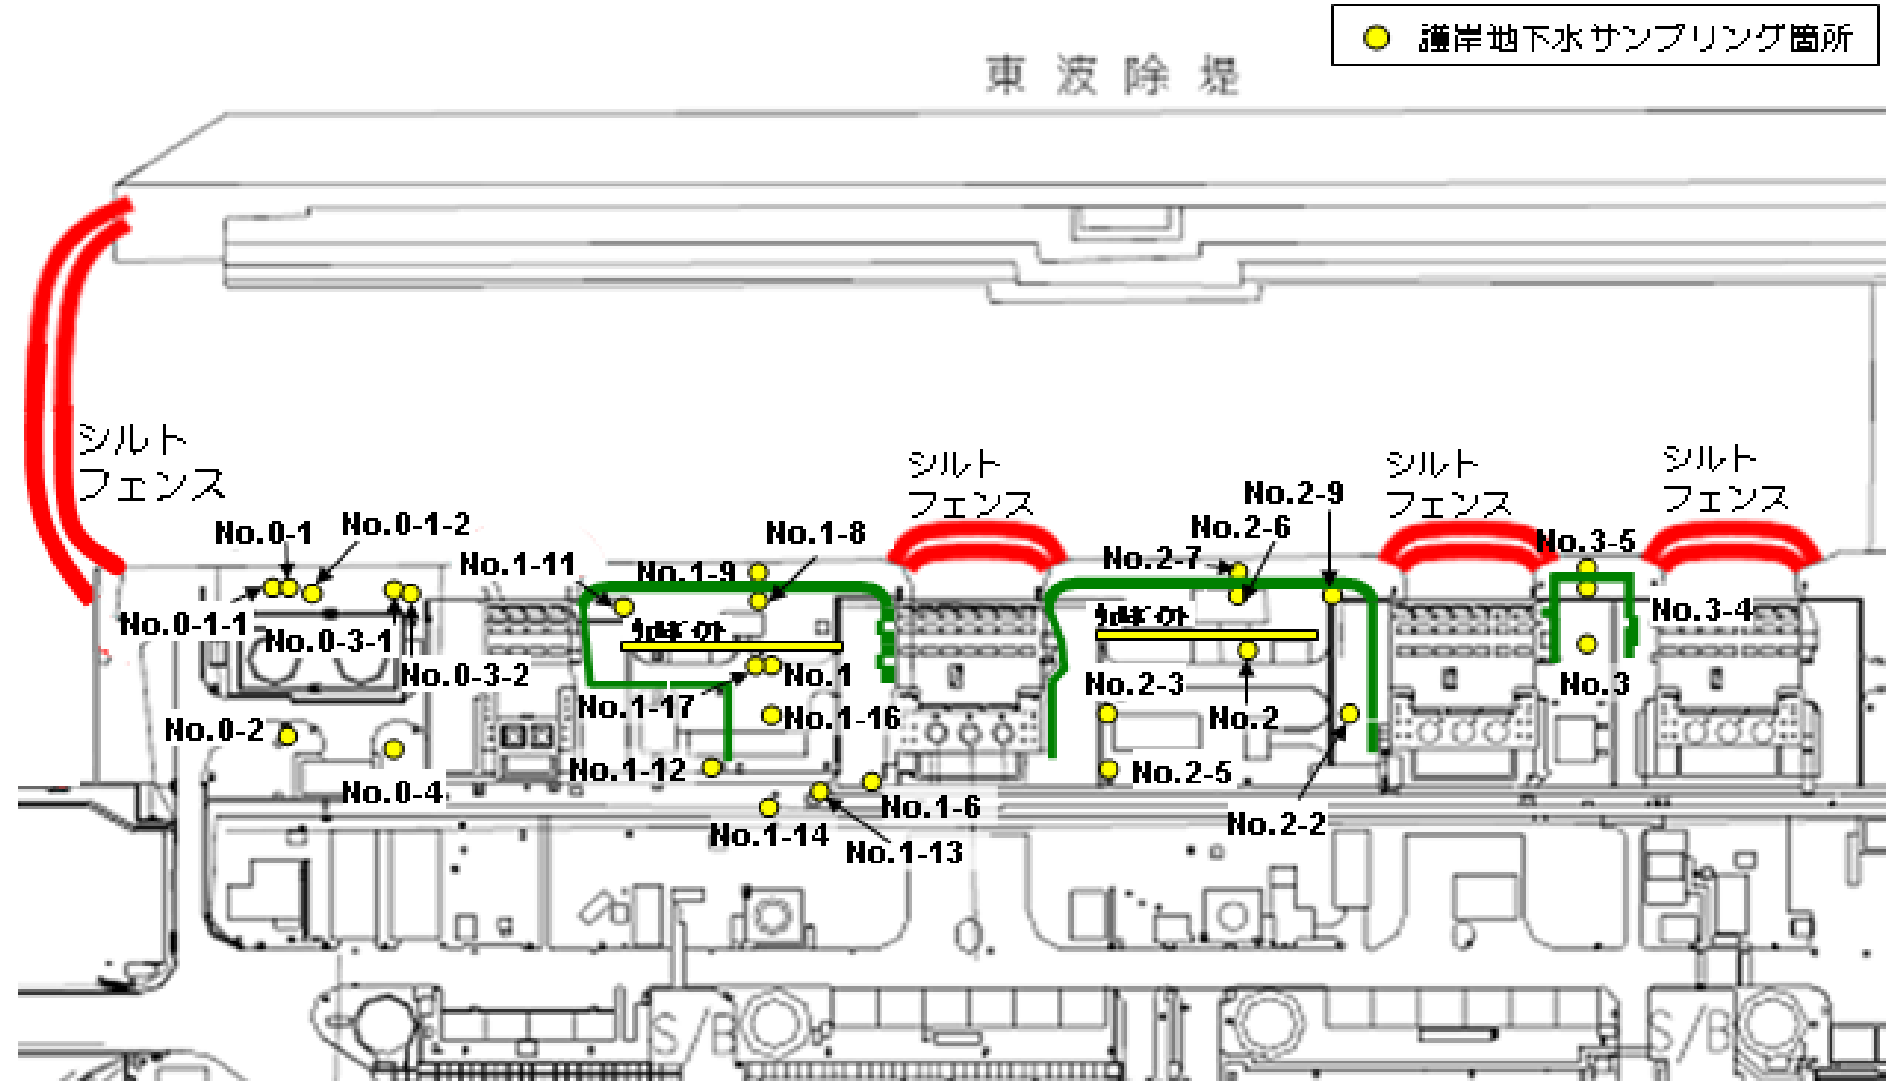 護岸地下水サンプリング箇所
東波除堤
シルト
フェンス
シルト
フェンス
シルト
フェンス
シルト
フェンス
No.0-1
No.0-1-2
No.1-11
No.1-9
No.1-8
No.2-9
No.2-6
No.2-7
No.3-5
No.0-1-1
No.0-3-1
No.0-3-2
No.1
No.1-17
No.1-16
No.2-3
No.2
No.3-4
No.3
No.0-2
No.0-4
No.1-12
No.1-14
No.1-13
No.1-6
No.2-5
No.2-2
S/B
S/B